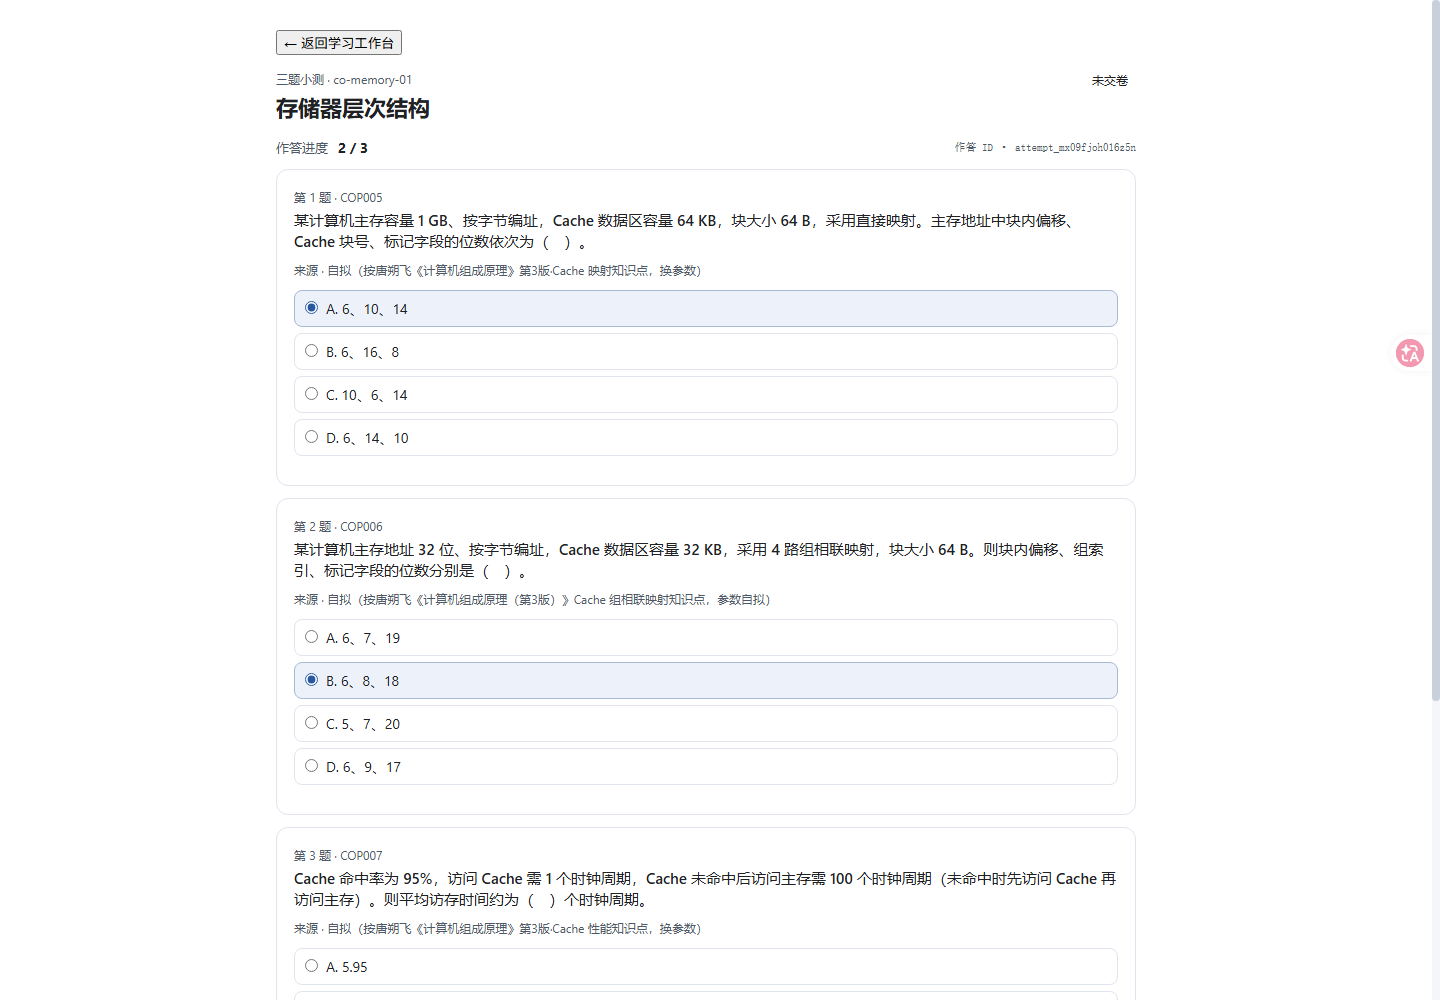 ← 返回学习工作台
三题小测 · co-memory-01
未交卷
存储器层次结构
作答进度 2 / 3
作答 ID · attempt_mx09fjoh016z5n
第 1 题 · COP005
某计算机主存容量 1 GB、按字节编址，Cache 数据区容量 64 KB，块大小 64 B，采用直接映射。主存地址中块内偏移、
Cache 块号、标记字段的位数依次为（　）。
来源 · 自拟（按唐朔飞《计算机组成原理》第3版·Cache 映射知识点，换参数）
A. 6、10、14
B. 6、16、8
C. 10、6、14
D. 6、14、10
第 2 题 · COP006
某计算机主存地址 32 位、按字节编址，Cache 数据区容量 32 KB，采用 4 路组相联映射，块大小 64 B。则块内偏移、组索
引、标记字段的位数分别是（　）。
来源 · 自拟（按唐朔飞《计算机组成原理（第3版）》Cache 组相联映射知识点，参数自拟）
A. 6、7、19
B. 6、8、18
C. 5、7、20
D. 6、9、17
第 3 题 · COP007
Cache 命中率为 95%，访问 Cache 需 1 个时钟周期，Cache 未命中后访问主存需 100 个时钟周期（未命中时先访问 Cache 再
访问主存）。则平均访存时间约为（　）个时钟周期。
来源 · 自拟（按唐朔飞《计算机组成原理》第3版·Cache 性能知识点，换参数）
A. 5.95